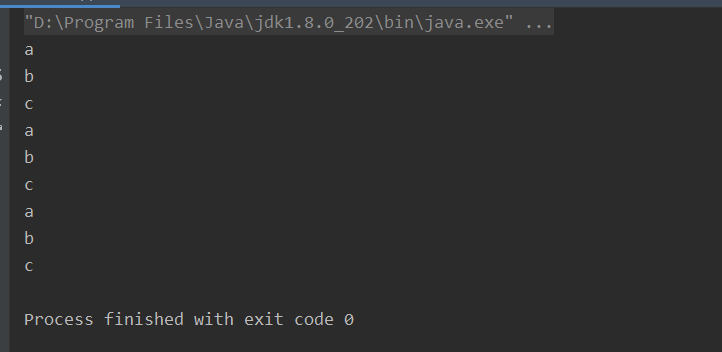 "D:\Program Files\Java\jdk1.8.0_202\bin\java.exe" ...
a
b
c
a
b
c
a
b
c
Process finished with exit code 0